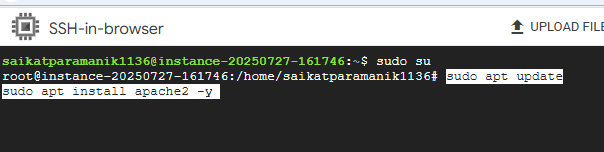 SSH-in-browser
UPLOAD FILE
saikatparamanik1136@instance-20250727-161746:~$ sudo su
root@instance-20250727-161746:/home/saikatparamanik1136# sudo apt update
sudo apt install apache2 -y